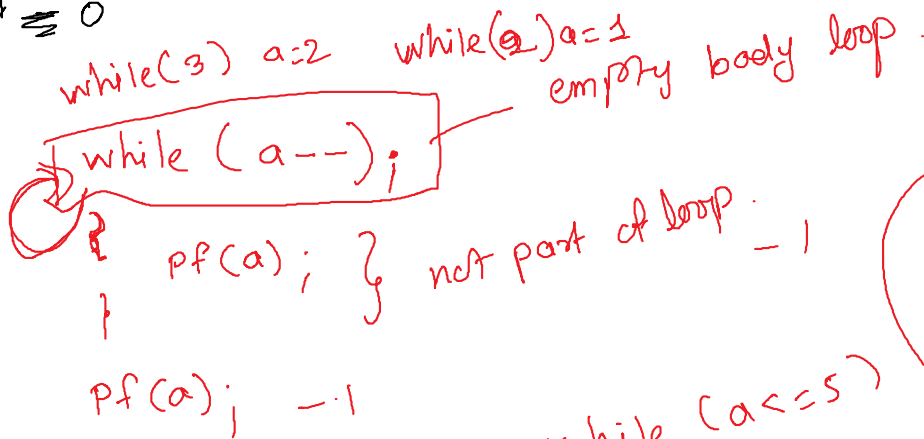 = 0
while(3) a=2 while(2)a=1
empty body loop
while (a--);
{
pf(a); } not part of loop. -1
}
pf(a); -1
while (a<=5)